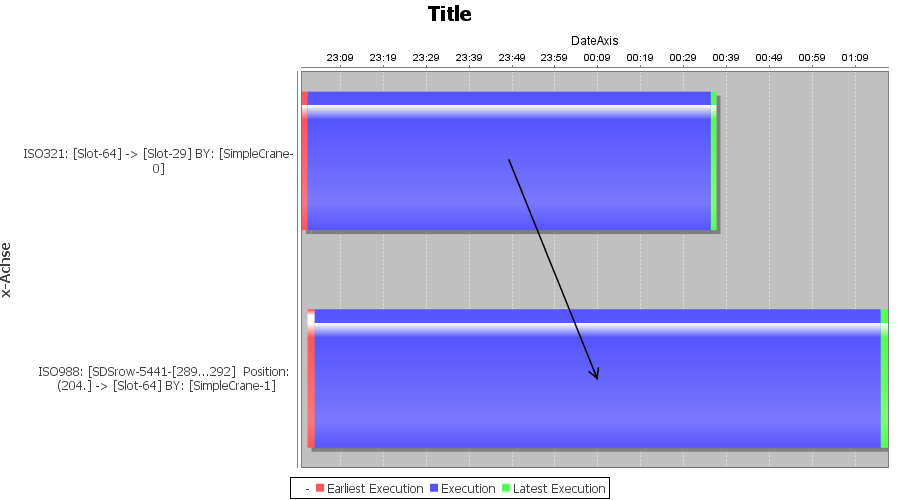 Title
DateAxis
23:09 23:19 23:29 23:39 23:49 23:59 00:09 00:19 00:29 00:39 00:49 00:59 01:09
ISO321: [Slot-64] -> [Slot-29] BY: [SimpleCrane-
0]
x-Achse
ISO988: [SDSrow-5441-[289...292] Position:
(204.] -> [Slot-64] BY: [SimpleCrane-1]
- Earliest Execution Execution Latest Execution